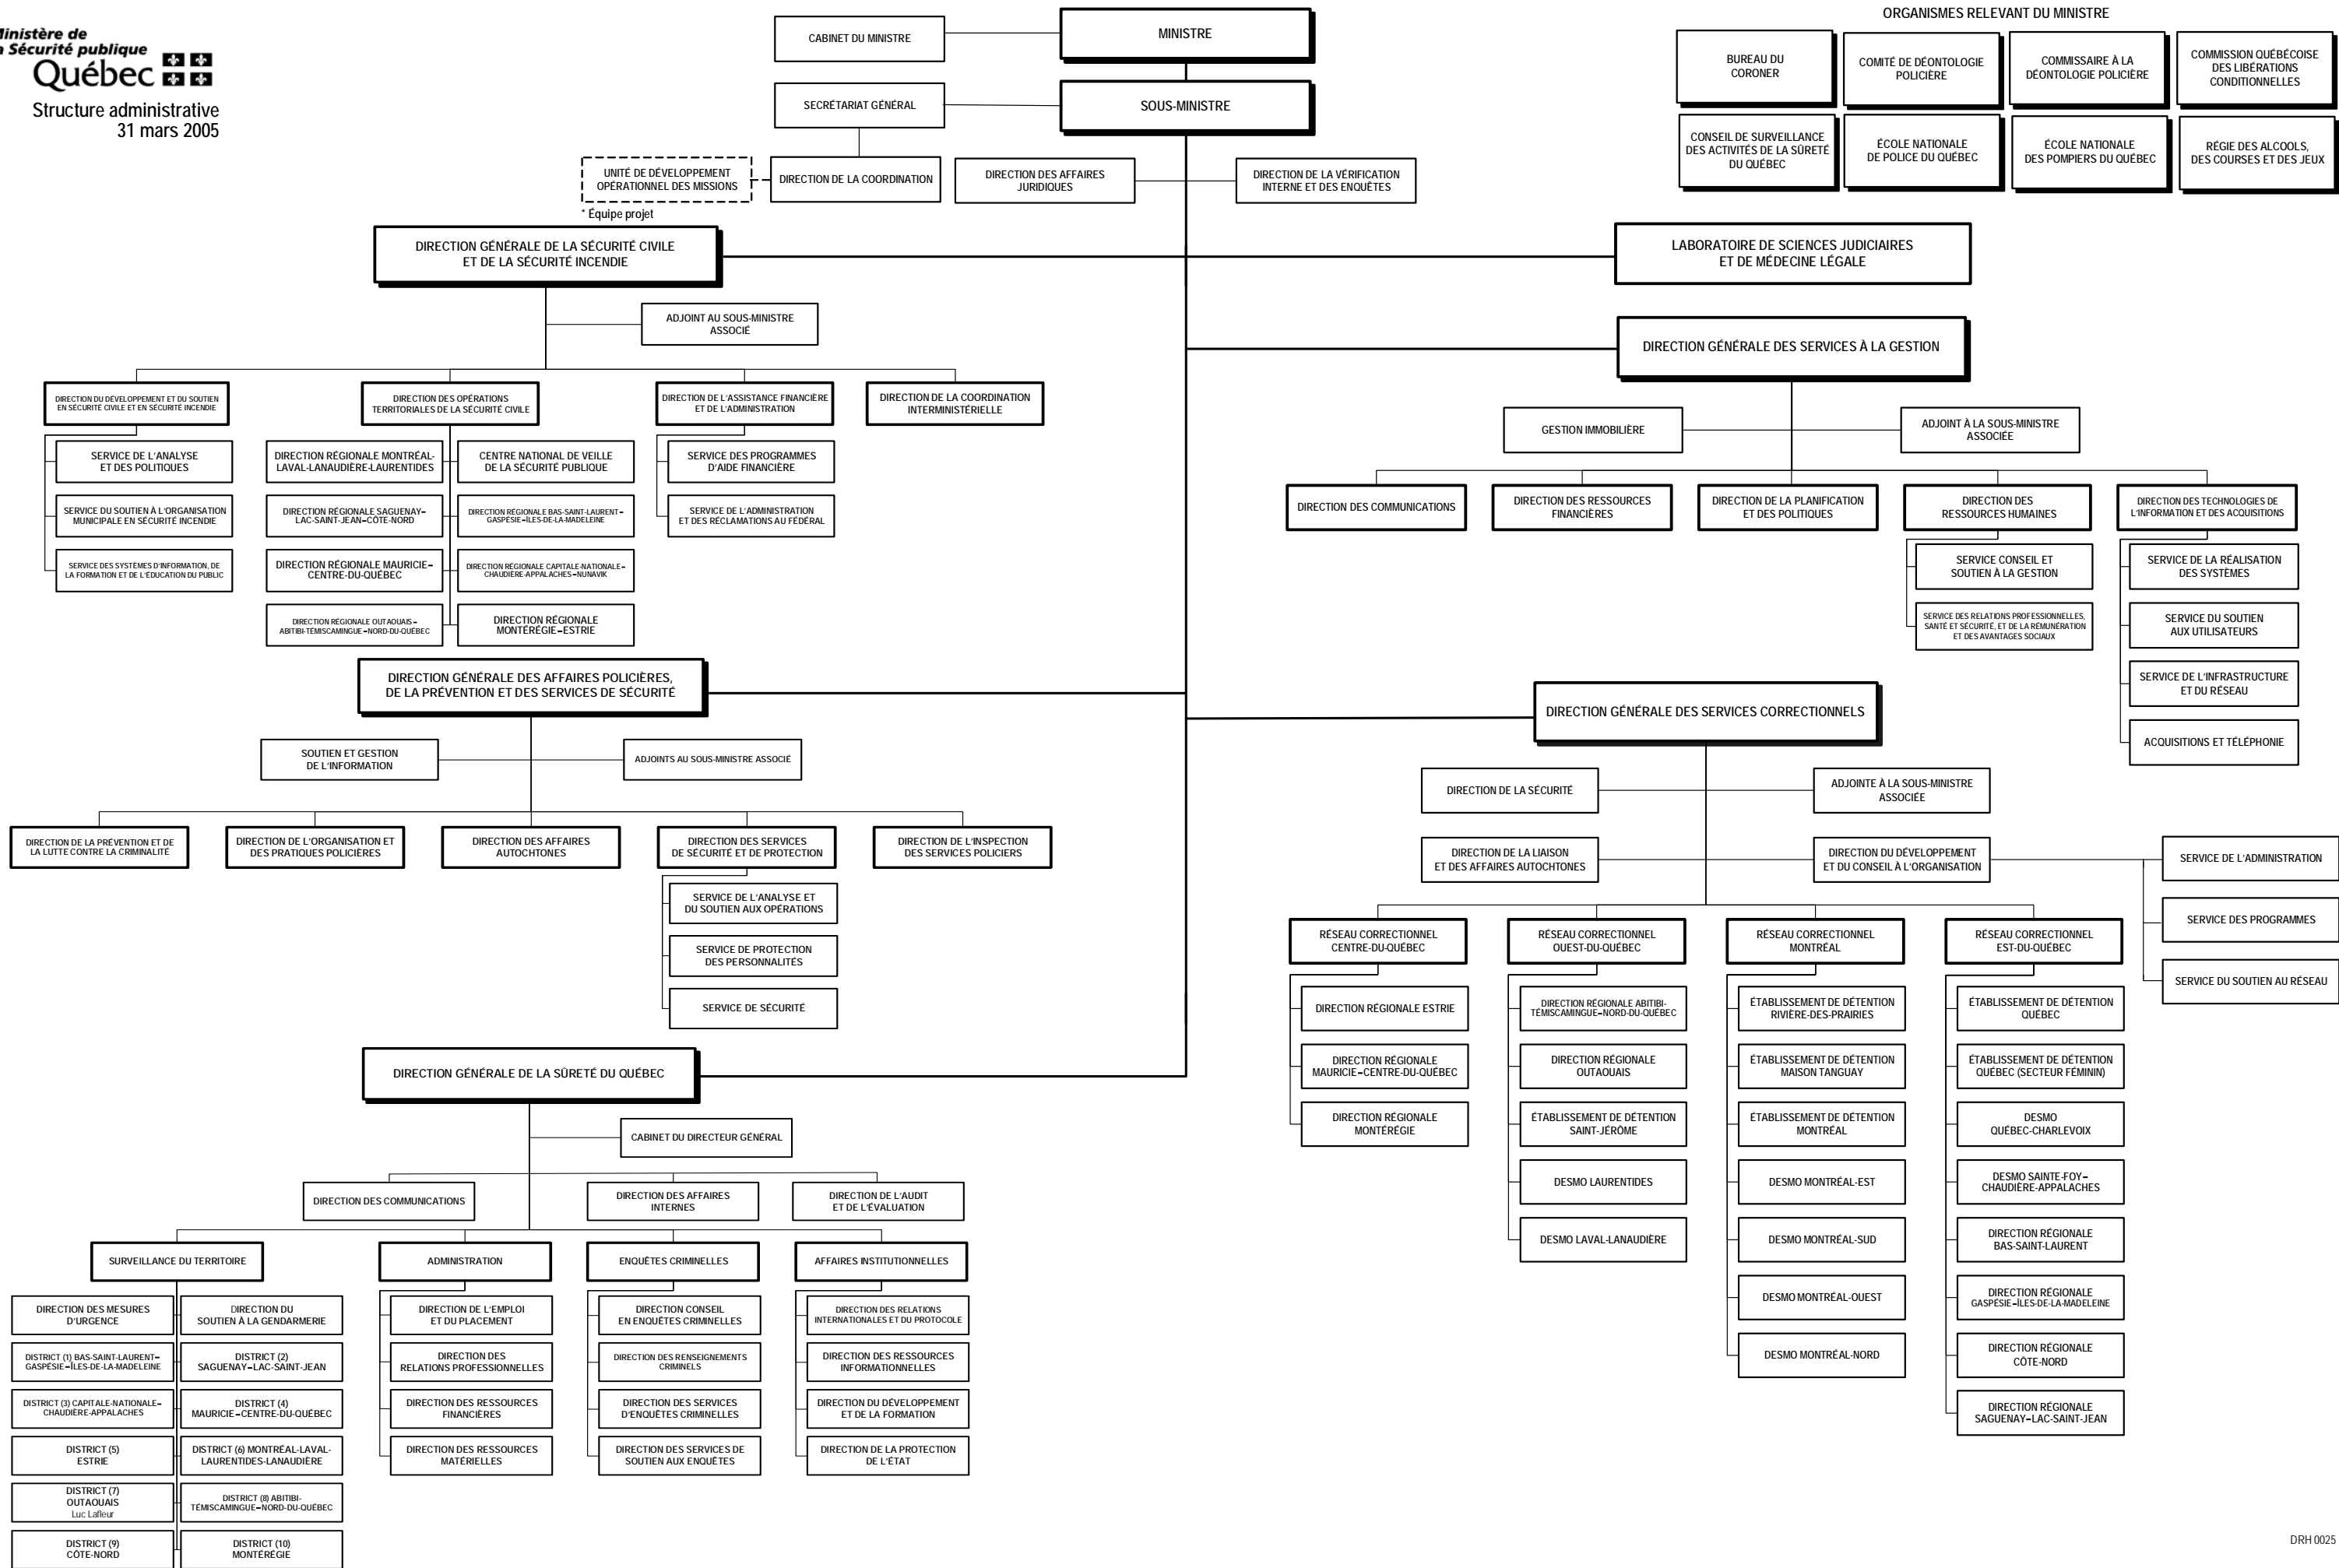 Ministère de
la Sécurité publique
Québec
Structure administrative
31 mars 2005
CABINET DU MINISTRE
MINISTRE
SECRÉTARIAT GÉNÉRAL
SOUS-MINISTRE
UNITÉ DE DÉVELOPPEMENT
OPÉRATIONNEL DES MISSIONS
* Équipe projet
DIRECTION DE LA COORDINATION
DIRECTION DES AFFAIRES
JURIDIQUES
DIRECTION DE LA VÉRIFICATION
INTERNE ET DES ENQUÊTES
ORGANISMES RELEVANT DU MINISTRE
BUREAU DU
CORONER
COMITÉ DE DÉONTOLOGIE
POLICIÈRE
COMMISSAIRE À LA
DÉONTOLOGIE POLICIÈRE
COMMISSION QUÉBÉCOISE
DES LIBÉRATIONS
CONDITIONNELLES
CONSEIL DE SURVEILLANCE
DES ACTIVITÉS DE LA SÛRETÉ
DU QUÉBEC
ÉCOLE NATIONALE
DE POLICE DU QUÉBEC
ÉCOLE NATIONALE
DES POMPIERS DU QUÉBEC
RÉGIE DES ALCOOLS,
DES COURSES ET DES JEUX
DIRECTION GÉNÉRALE DE LA SÉCURITÉ CIVILE
ET DE LA SÉCURITÉ INCENDIE
ADJOINT AU SOUS-MINISTRE
ASSOCIÉ
DIRECTION DU DÉVELOPPEMENT ET DU SOUTIEN
EN SÉCURITÉ CIVILE ET EN SÉCURITÉ INCENDIE
SERVICE DE L'ANALYSE
ET DES POLITIQUES
SERVICE DU SOUTIEN À L'ORGANISATION
MUNICIPALE EN SÉCURITÉ INCENDIE
SERVICE DES SYSTÈMES D'INFORMATION, DE
LA FORMATION ET DE L'ÉDUCATION DU PUBLIC
DIRECTION DES OPÉRATIONS
TERRITORIALES DE LA SÉCURITÉ CIVILE
DIRECTION RÉGIONALE MONTRÉAL-
LAVAL-LANAUDIÈRE-LAURENTIDES
CENTRE NATIONAL DE VEILLE
DE LA SÉCURITÉ PUBLIQUE
DIRECTION RÉGIONALE SAGUENAY–
LAC-SAINT-JEAN–CÔTE-NORD
DIRECTION RÉGIONALE BAS-SAINT-LAURENT–
GASPÉSIE–ÎLES-DE-LA-MADELEINE
DIRECTION RÉGIONALE MAURICIE–
CENTRE-DU-QUÉBEC
DIRECTION RÉGIONALE CAPITALE-NATIONALE–
CHAUDIÈRE-APPALACHES–NUNAVIK
DIRECTION RÉGIONALE OUTAOUAIS–
ABITIBI-TÉMISCAMINGUE–NORD-DU-QUÉBEC
DIRECTION RÉGIONALE
MONTÉRÉGIE–ESTRIE
DIRECTION DE L'ASSISTANCE FINANCIÈRE
ET DE L'ADMINISTRATION
SERVICE DES PROGRAMMES
D'AIDE FINANCIÈRE
SERVICE DE L'ADMINISTRATION
ET DES RÉCLAMATIONS AU FÉDÉRAL
DIRECTION DE LA COORDINATION
INTERMINISTÉRIELLE
LABORATOIRE DE SCIENCES JUDICIAIRES
ET DE MÉDECINE LÉGALE
DIRECTION GÉNÉRALE DES SERVICES À LA GESTION
GESTION IMMOBILIÈRE
ADJOINT À LA SOUS-MINISTRE
ASSOCIÉE
DIRECTION DES COMMUNICATIONS
DIRECTION DES RESSOURCES
FINANCIÈRES
DIRECTION DE LA PLANIFICATION
ET DES POLITIQUES
DIRECTION DES
RESSOURCES HUMAINES
SERVICE CONSEIL ET
SOUTIEN À LA GESTION
SERVICE DES RELATIONS PROFESSIONNELLES,
SANTÉ ET SÉCURITÉ, ET DE LA RÉMUNÉRATION
ET DES AVANTAGES SOCIAUX
DIRECTION DES TECHNOLOGIES DE
L'INFORMATION ET DES ACQUISITIONS
SERVICE DE LA RÉALISATION
DES SYSTÈMES
SERVICE DU SOUTIEN
AUX UTILISATEURS
SERVICE DE L'INFRASTRUCTURE
ET DU RÉSEAU
ACQUISITIONS ET TÉLÉPHONIE
DIRECTION GÉNÉRALE DES AFFAIRES POLICIÈRES,
DE LA PRÉVENTION ET DES SERVICES DE SÉCURITÉ
SOUTIEN ET GESTION
DE L'INFORMATION
ADJOINTS AU SOUS-MINISTRE ASSOCIÉ
DIRECTION DE LA PRÉVENTION ET DE
LA LUTTE CONTRE LA CRIMINALITÉ
DIRECTION DE L'ORGANISATION ET
DES PRATIQUES POLICIÈRES
DIRECTION DES AFFAIRES
AUTOCHTONES
DIRECTION DES SERVICES
DE SÉCURITÉ ET DE PROTECTION
SERVICE DE L'ANALYSE ET
DU SOUTIEN AUX OPÉRATIONS
SERVICE DE PROTECTION
DES PERSONNALITÉS
SERVICE DE SÉCURITÉ
DIRECTION DE L'INSPECTION
DES SERVICES POLICIERS
DIRECTION GÉNÉRALE DES SERVICES CORRECTIONNELS
DIRECTION DE LA SÉCURITÉ
ADJOINTE À LA SOUS-MINISTRE
ASSOCIÉE
DIRECTION DE LA LIAISON
ET DES AFFAIRES AUTOCHTONES
DIRECTION DU DÉVELOPPEMENT
ET DU CONSEIL À L'ORGANISATION
SERVICE DE L'ADMINISTRATION
SERVICE DES PROGRAMMES
SERVICE DU SOUTIEN AU RÉSEAU
RÉSEAU CORRECTIONNEL
CENTRE-DU-QUÉBEC
DIRECTION RÉGIONALE ESTRIE
DIRECTION RÉGIONALE
MAURICIE–CENTRE-DU-QUÉBEC
DIRECTION RÉGIONALE
MONTÉRÉGIE
RÉSEAU CORRECTIONNEL
OUEST-DU-QUÉBEC
DIRECTION RÉGIONALE ABITIBI-
TÉMISCAMINGUE–NORD-DU-QUÉBEC
DIRECTION RÉGIONALE
OUTAOUAIS
ÉTABLISSEMENT DE DÉTENTION
SAINT-JÉRÔME
DESMO LAURENTIDES
DESMO LAVAL-LANAUDIÈRE
RÉSEAU CORRECTIONNEL
MONTRÉAL
ÉTABLISSEMENT DE DÉTENTION
RIVIÈRE-DES-PRAIRIES
ÉTABLISSEMENT DE DÉTENTION
MAISON TANGUAY
ÉTABLISSEMENT DE DÉTENTION
MONTRÉAL
DESMO MONTRÉAL-EST
DESMO MONTRÉAL-SUD
DESMO MONTRÉAL-OUEST
DESMO MONTRÉAL-NORD
RÉSEAU CORRECTIONNEL
EST-DU-QUÉBEC
ÉTABLISSEMENT DE DÉTENTION
QUÉBEC
ÉTABLISSEMENT DE DÉTENTION
QUÉBEC (SECTEUR FÉMININ)
DESMO
QUÉBEC-CHARLEVOIX
DESMO SAINTE-FOY–
CHAUDIÈRE-APPALACHES
DIRECTION RÉGIONALE
BAS-SAINT-LAURENT
DIRECTION RÉGIONALE
GASPÉSIE–ÎLES-DE-LA-MADELEINE
DIRECTION RÉGIONALE
CÔTE-NORD
DIRECTION RÉGIONALE
SAGUENAY–LAC-SAINT-JEAN
DIRECTION GÉNÉRALE DE LA SÛRETÉ DU QUÉBEC
CABINET DU DIRECTEUR GÉNÉRAL
DIRECTION DES COMMUNICATIONS
DIRECTION DES AFFAIRES
INTERNES
DIRECTION DE L'AUDIT
ET DE L'ÉVALUATION
SURVEILLANCE DU TERRITOIRE
DIRECTION DES MESURES
D'URGENCE
DIRECTION DU
SOUTIEN À LA GENDARMERIE
DISTRICT (1) BAS-SAINT-LAURENT–
GASPÉSIE–ÎLES-DE-LA-MADELEINE
DISTRICT (2)
SAGUENAY–LAC-SAINT-JEAN
DISTRICT (3) CAPITALE-NATIONALE–
CHAUDIÈRE-APPALACHES
DISTRICT (4)
MAURICIE–CENTRE-DU-QUÉBEC
DISTRICT (5)
ESTRIE
DISTRICT (6) MONTRÉAL-LAVAL-
LAURENTIDES-LANAUDIÈRE
DISTRICT (7)
OUTAOUAIS
Luc Lafleur
DISTRICT (8) ABITIBI-
TÉMISCAMINGUE–NORD-DU-QUÉBEC
DISTRICT (9)
CÔTE-NORD
DISTRICT (10)
MONTÉRÉGIE
ADMINISTRATION
DIRECTION DE L'EMPLOI
ET DU PLACEMENT
DIRECTION DES
RELATIONS PROFESSIONNELLES
DIRECTION DES RESSOURCES
FINANCIÈRES
DIRECTION DES RESSOURCES
MATÉRIELLES
ENQUÊTES CRIMINELLES
DIRECTION CONSEIL
EN ENQUÊTES CRIMINELLES
DIRECTION DES RENSEIGNEMENTS
CRIMINELS
DIRECTION DES SERVICES
D'ENQUÊTES CRIMINELLES
DIRECTION DES SERVICES DE
SOUTIEN AUX ENQUÊTES
AFFAIRES INSTITUTIONNELLES
DIRECTION DES RELATIONS
INTERNATIONALES ET DU PROTOCOLE
DIRECTION DES RESSOURCES
INFORMATIONNELLES
DIRECTION DU DÉVELOPPEMENT
ET DE LA FORMATION
DIRECTION DE LA PROTECTION
DE L'ÉTAT
DRH 0025